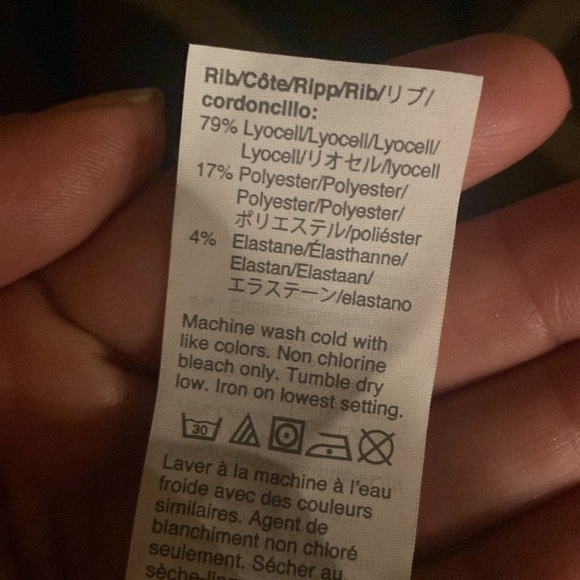 Rib/Côte/Ripp/Rib/リブ/
cordoncillo:
79% Lyocell/Lyocell/Lyocell/
Lyocell/リオセル/lyocell
17% Polyester/Polyester/
Polyester/Polyester/
ポリエステル/poliéster
4% Elastane/Élasthanne/
Elastan/Elastaan/
エラステーン/elastano
Machine wash cold with
like colors. Non chlorine
bleach only. Tumble dry
low. Iron on lowest setting.
30
Laver à la machine à l'eau
froide avec des couleurs
similaires. Agent de
blanchiment non chloré
seulement. Sécher au